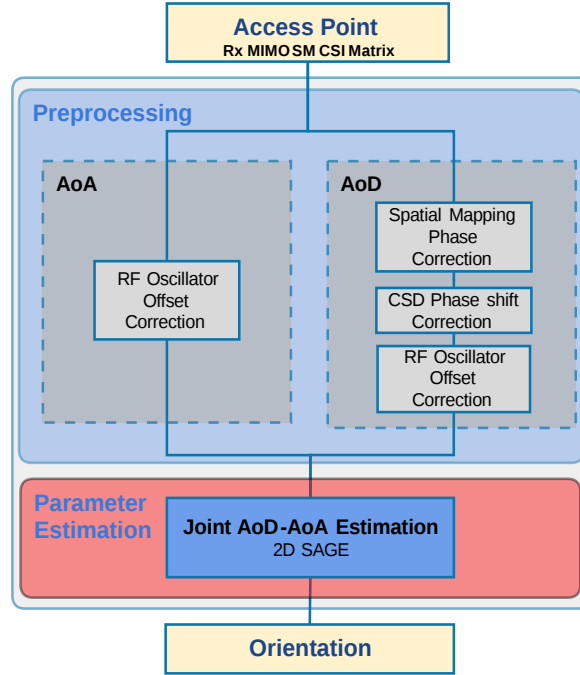 Access Point
Rx MIMO SM CSI Matrix
Preprocessing
AoA
RF Oscillator
Offset
Correction
AoD
Spatial Mapping
Phase
Correction
CSD Phase shift
Correction
RF Oscillator
Offset
Correction
Parameter
Estimation
Joint AoD-AoA Estimation
2D SAGE
Orientation